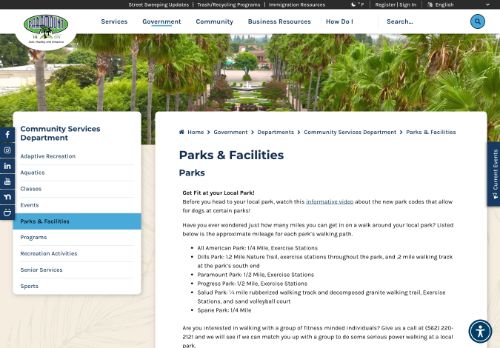 Street Sweeping Updates | Trash/Recycling Programs | Immigration Resources
°F | Register | Sign In English
PARAMOUNT
Services Government Community Business Resources How Do I Search...
Community Services
Department
Adaptive Recreation
Aquatics
Classes
Events
Parks & Facilities
Programs
Recreation Activities
Senior Services
Sports
Home > Government > Departments > Community Services Department > Parks & Facilities
Parks & Facilities
Parks
Get Fit at your Local Park!
Before you head to your local park, watch this informative video about the new park codes that allow
for dogs at certain parks!
Have you ever wondered just how many miles you can get in on a walk around your local park? Listed
below is the approximate mileage for each park's walking path.
• All American Park: 1/4 Mile, Exercise Stations
• Dills Park: 1.2 Mile Nature Trail, exercise stations throughout the park, and .2 mile walking track
at the park's south end
• Paramount Park: 1/2 Mile, Exercise Stations
• Progress Park: 1/2 Mile, Exercise Stations
• Salud Park: ¼ mile rubberized walking track and decomposed granite walking trail, Exercise
Stations, and sand volleyball court
• Spane Park: 1/4 Mile
Are you interested in walking with a group of fitness minded individuals? Give us a call at (562) 220-
2121 and we will see if we can match you up with a group to do some serious power walking at a local
park.
Current Events